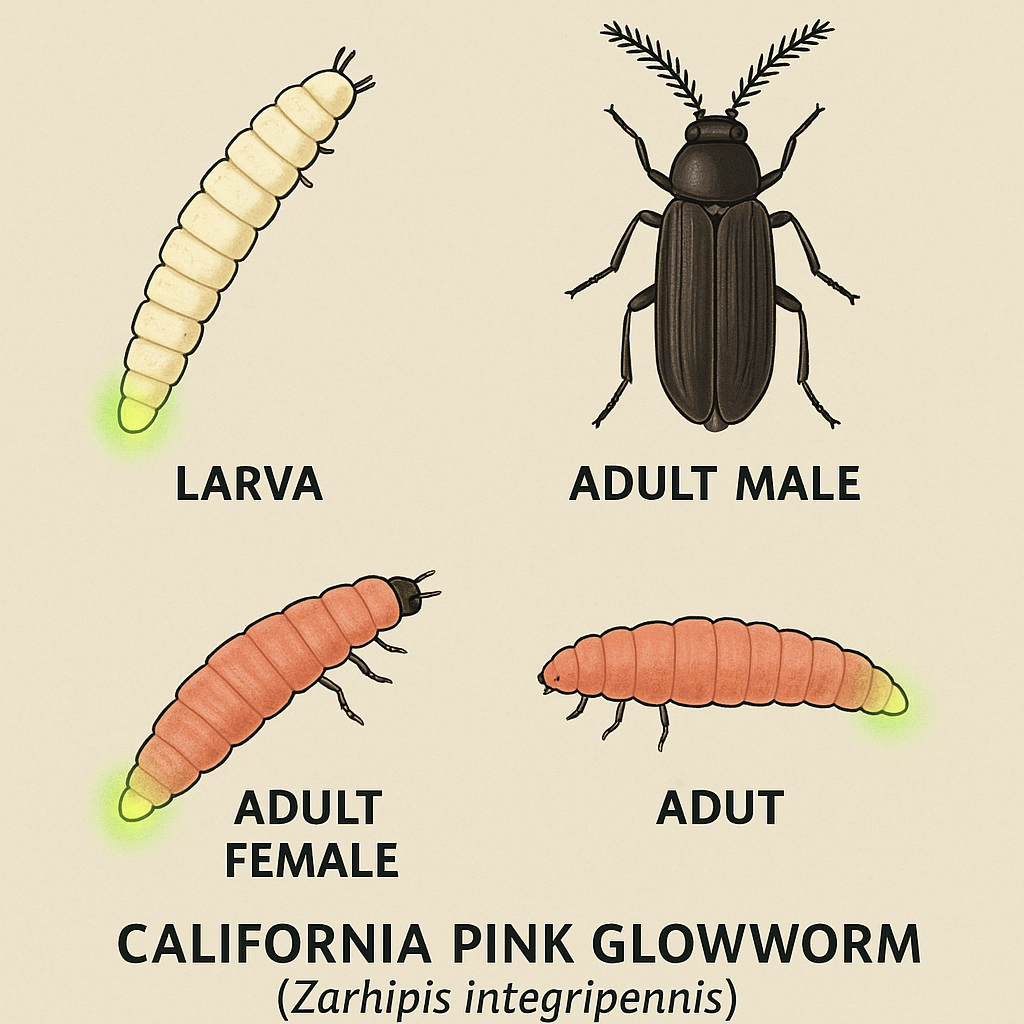 LARVA
ADULT MALE
ADULT
FEMALE
ADUT
CALIFORNIA PINK GLOWWORM
(Zarhipis integripennis)